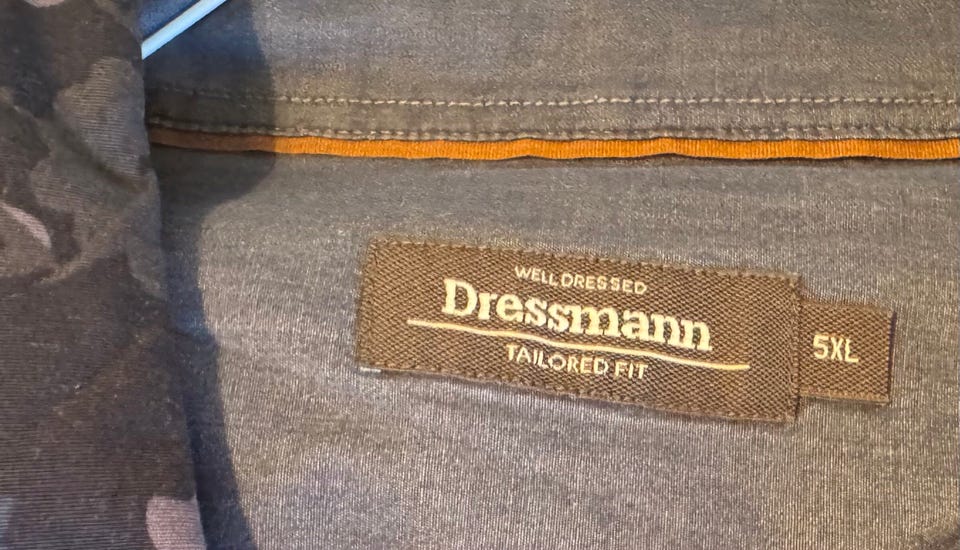 WELL DRESSED
Dressmann
TAILORED FIT
5XL